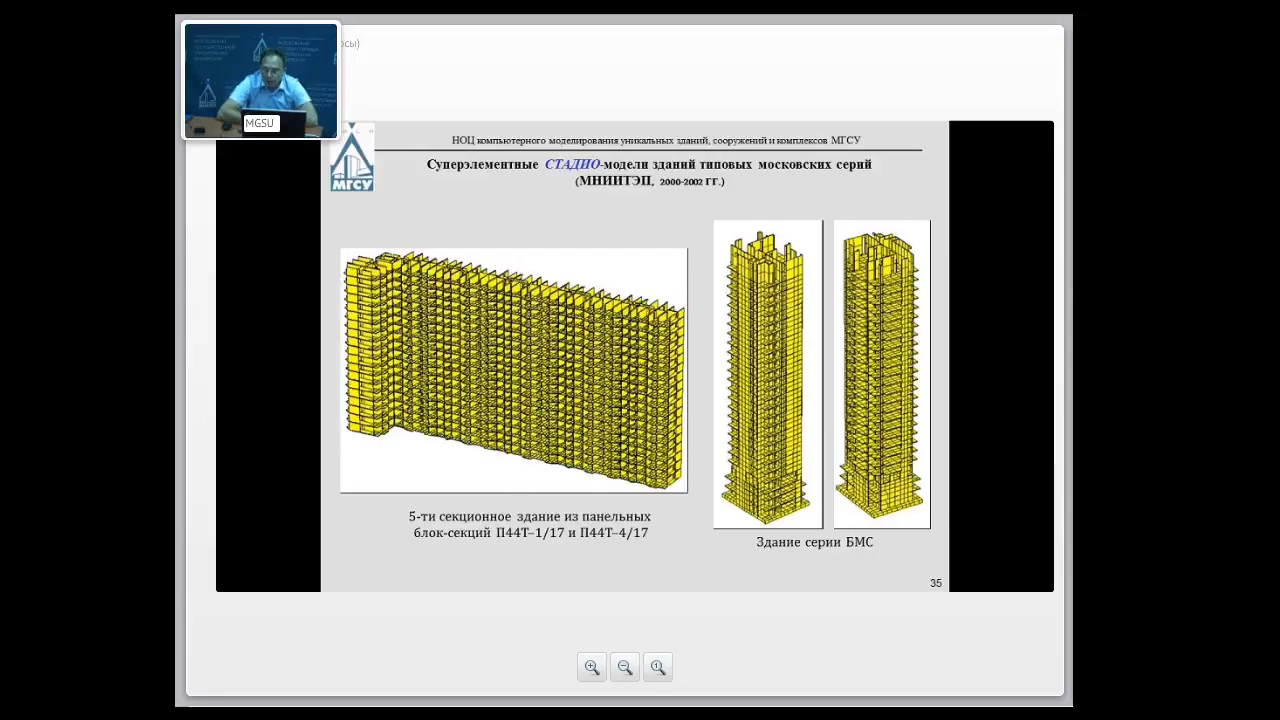 осы)
MGSU
НОЦ компьютерного моделирования уникальных зданий, сооружений и комплексов МГСУ
МГСУ
Суперэлементные СТАДИО-модели зданий типовых московских серий
(МНИИТЭП, 2000-2002 ГГ.)
5-ти секционное здание из панельных
блок-секций П44Т–1/17 и П44Т–4/17
Здание серии БМС
35